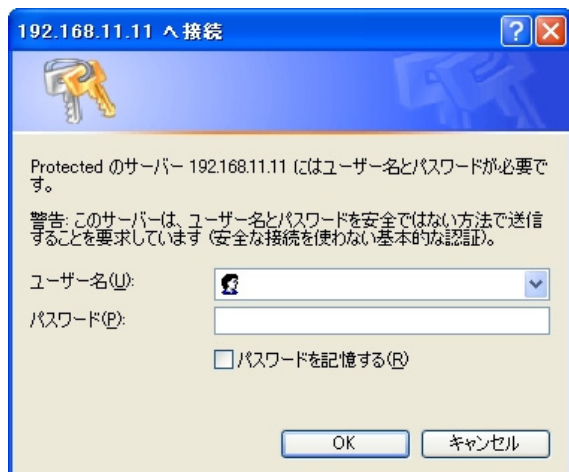 192.168.11.11 へ接続
Protected のサーバー 192.168.11.11 にはユーザー名とパスワードが必要で
す。
警告: このサーバーは、ユーザー名とパスワードを安全ではない方法で送信
することを要求しています (安全な接続を使わない基本的な認証)。
ユーザー名(U):
パスワード(P):
パスワードを記憶する(R)
OK キャンセル